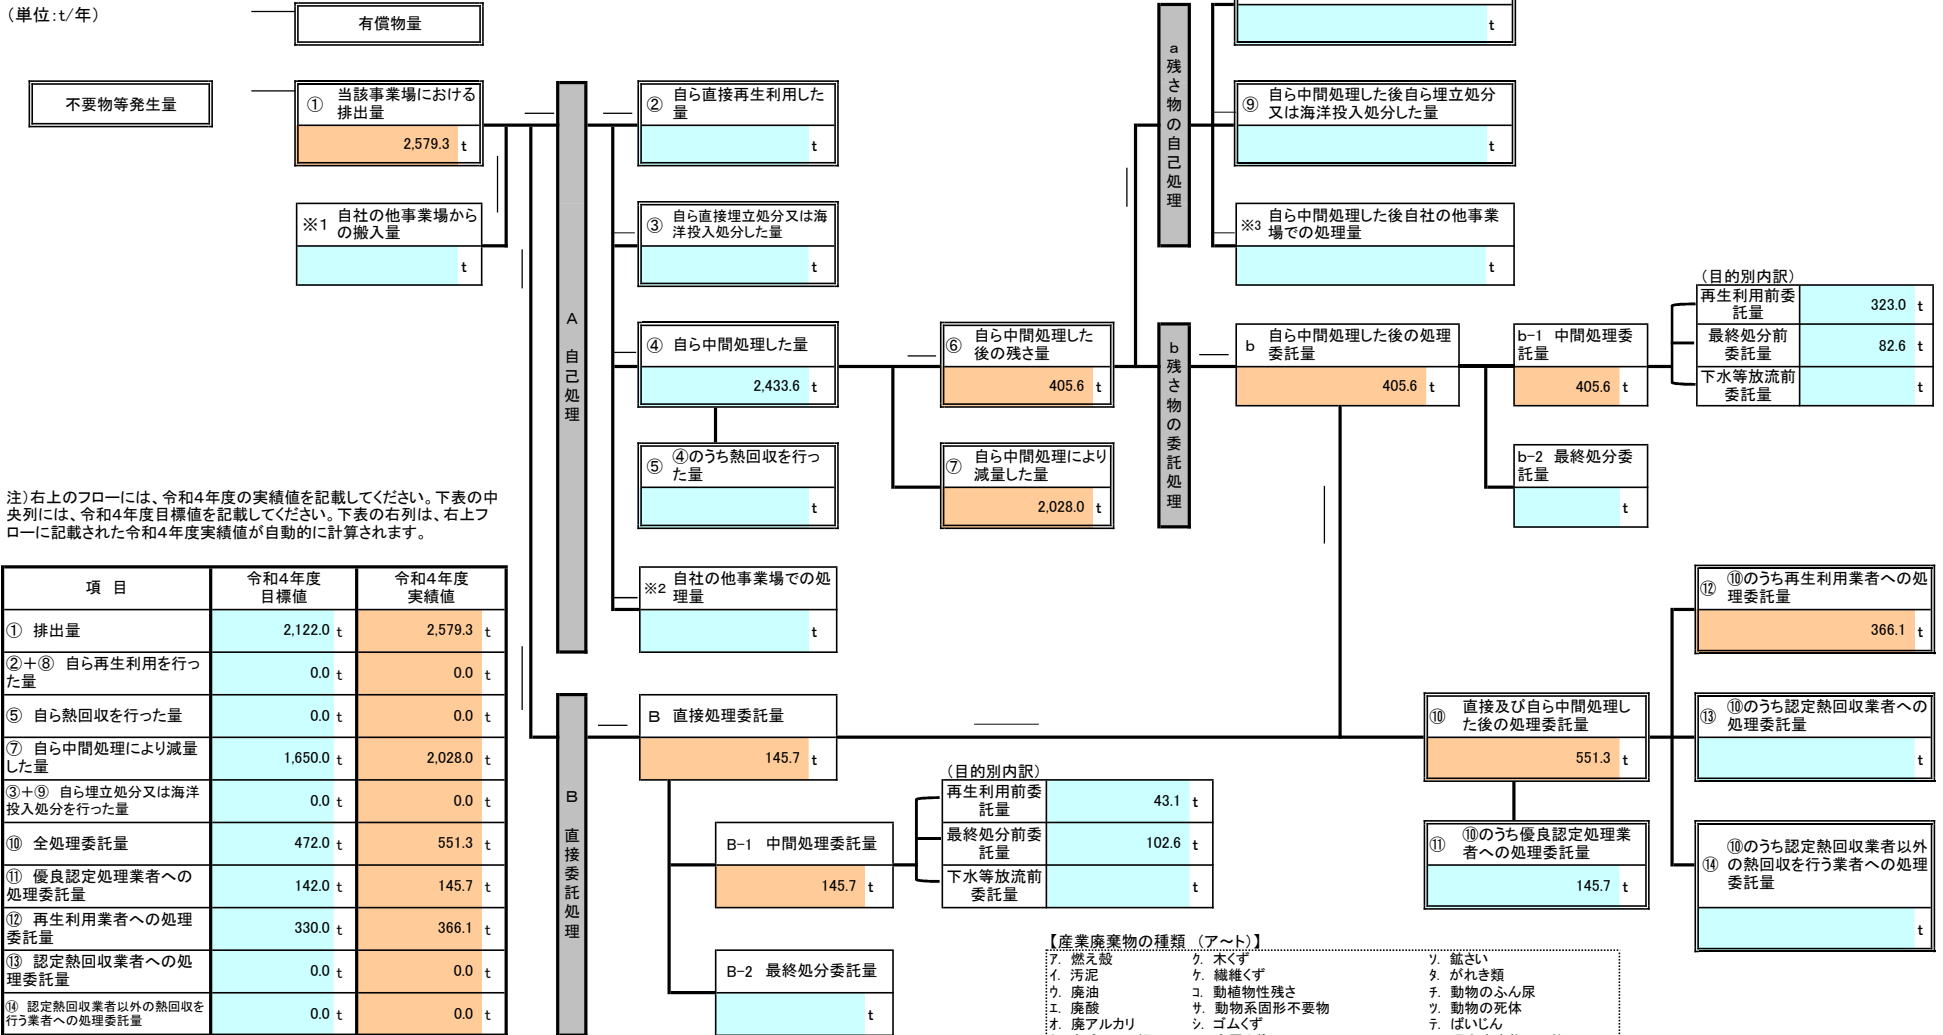 （単位:t/年）
有償物量
t
不要物等発生量
① 当該事業場における
排出量
2,579.3 t
※1 自社の他事業場から
の搬入量
t
A 自己処理
② 自ら直接再生利用した
量
t
③ 自ら直接埋立処分又は海
洋投入処分した量
t
④ 自ら中間処理した量
2,433.6 t
⑤ ④のうち熱回収を行っ
た量
t
※2 自社の他事業場での処
理量
t
⑥ 自ら中間処理した
後の残さ量
405.6 t
⑦ 自ら中間処理により
減量した量
2,028.0 t
a 残さ物の自己処理
⑨ 自ら中間処理した後自ら埋立処分
又は海洋投入処分した量
t
※3 自ら中間処理した後自社の他事業
場での処理量
t
b 残さ物の委託処理
b 自ら中間処理した後の処理
委託量
405.6 t
b-1 中間処理委
託量
405.6 t
b-2 最終処分委
託量
t
（目的別内訳）
再生利用前委
託量
323.0 t
最終処分前
委託量
82.6 t
下水等放流前
委託量
t
注）右上のフローには、令和４年度の実績値を記載してください。下表の中
央列には、令和４年度目標値を記載してください。下表の右列は、右上フ
ローに記載された令和４年度実績値が自動的に計算されます。
項 目
令和４年度
目標値
令和４年度
実績値
① 排出量 2,122.0 t 2,579.3 t
②＋⑧ 自ら再生利用を行っ
た量 0.0 t 0.0 t
⑤ 自ら熱回収を行った量 0.0 t 0.0 t
⑦ 自ら中間処理により減量
した量 1,650.0 t 2,028.0 t
③＋⑨ 自ら埋立処分又は海洋
投入処分を行った量 0.0 t 0.0 t
⑩ 全処理委託量 472.0 t 551.3 t
⑪ 優良認定処理業者への
処理委託量 142.0 t 145.7 t
⑫ 再生利用業者への処理
委託量 330.0 t 366.1 t
⑬ 認定熱回収業者への処
理委託量 0.0 t 0.0 t
⑭ 認定熱回収業者以外の熱回収を
行う業者への処理委託量 0.0 t 0.0 t
B 直接委託処理
B 直接処理委託量
145.7 t
B-1 中間処理委託量
145.7 t
B-2 最終処分委託量
t
（目的別内訳）
再生利用前委
託量
43.1 t
最終処分前委
託量
102.6 t
下水等放流前
委託量
t
⑩ 直接及び自ら中間処理し
た後の処理委託量
551.3 t
⑪ ⑩のうち優良認定処理業
者への処理委託量
145.7 t
⑫ ⑩のうち再生利用業者への処
理委託量
366.1 t
⑬ ⑩のうち認定熱回収業者への
処理委託量
t
⑭ ⑩のうち認定熱回収業者以外
の熱回収を行う業者への処理
委託量
t
【産業廃棄物の種類 （ア～ト）】
ア. 燃え殻 ク. 木くず ソ. 鉱さい
イ. 汚泥 ケ. 繊維くず タ. がれき類
ウ. 廃油 コ. 動植物性残さ チ. 動物のふん尿
エ. 廃酸 サ. 動物系固形不要物 ツ. 動物の死体
オ. 廃アルカリ シ. ゴムくず テ. ばいじん